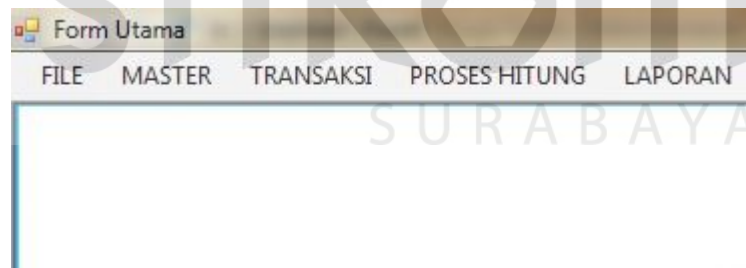 Form Utama
FILE MASTER TRANSAKSI PROSES HITUNG LAPORAN
SURABAYA